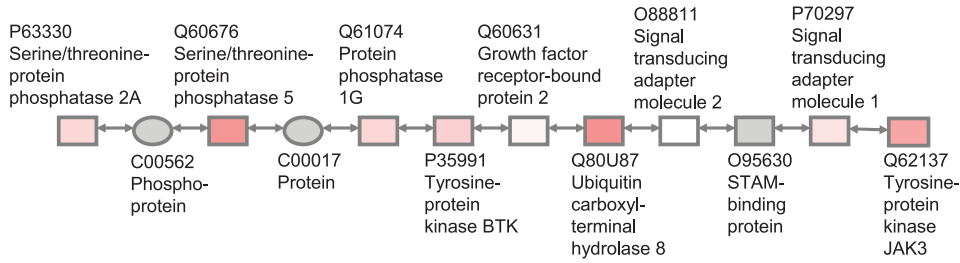 P63330
Serine/threonine-
protein
phosphatase 2A
Q60676
Serine/threonine-
protein
phosphatase 5
Q61074
Protein
phosphatase
1G
Q60631
Growth factor
receptor-bound
protein 2
O88811
Signal
transducing
adapter
molecule 2
P70297
Signal
transducing
adapter
molecule 1
C00562
Phospho-
protein
C00017
Protein
P35991
Tyrosine-
protein
kinase BTK
Q80U87
Ubiquitin
carboxyl-
terminal
hydrolase 8
O95630
STAM-
binding
protein
Q62137
Tyrosine-
protein
kinase
JAK3